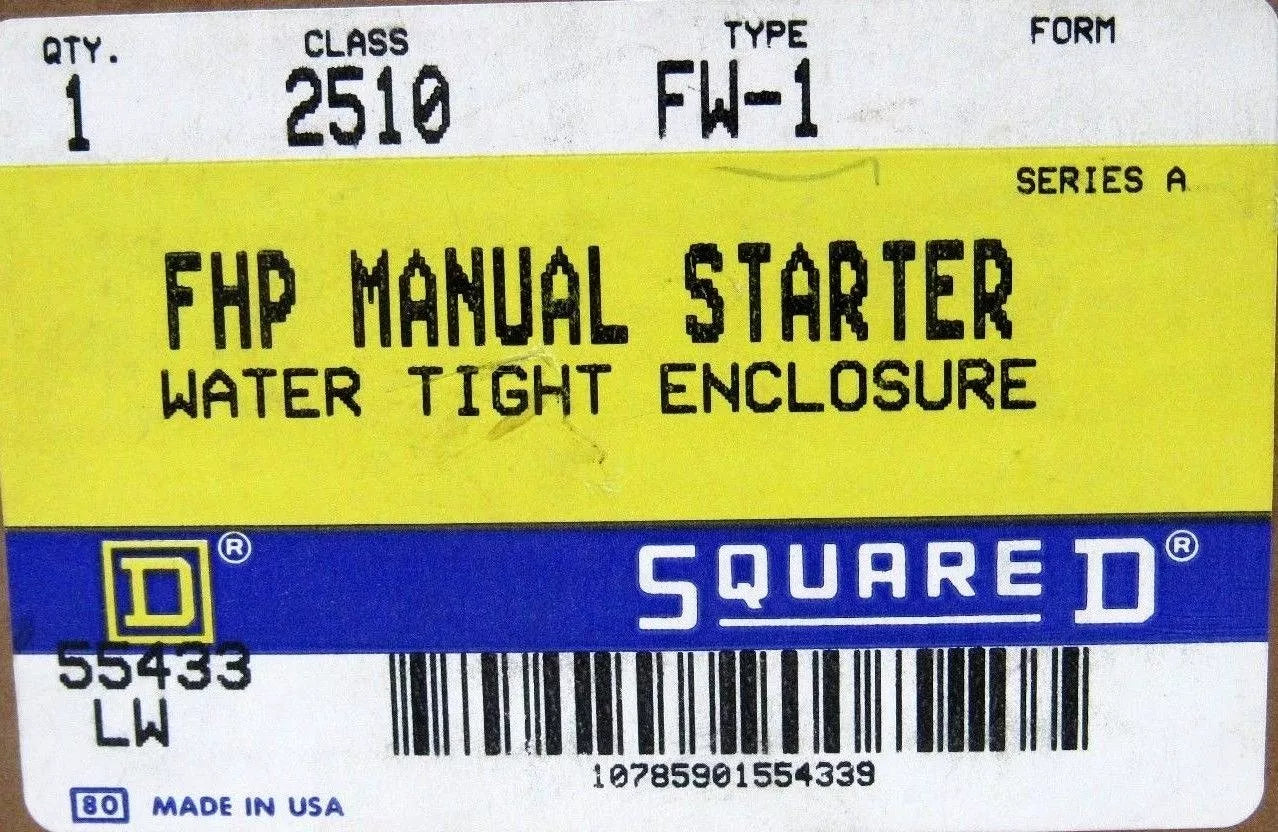 QTY. CLASS TYPE FORM
1 2510 FW-1
SERIES A
FHP MANUAL STARTER
WATER TIGHT ENCLOSURE
D® SQUARE D®
55433
LW
10785901554339
80 MADE IN USA